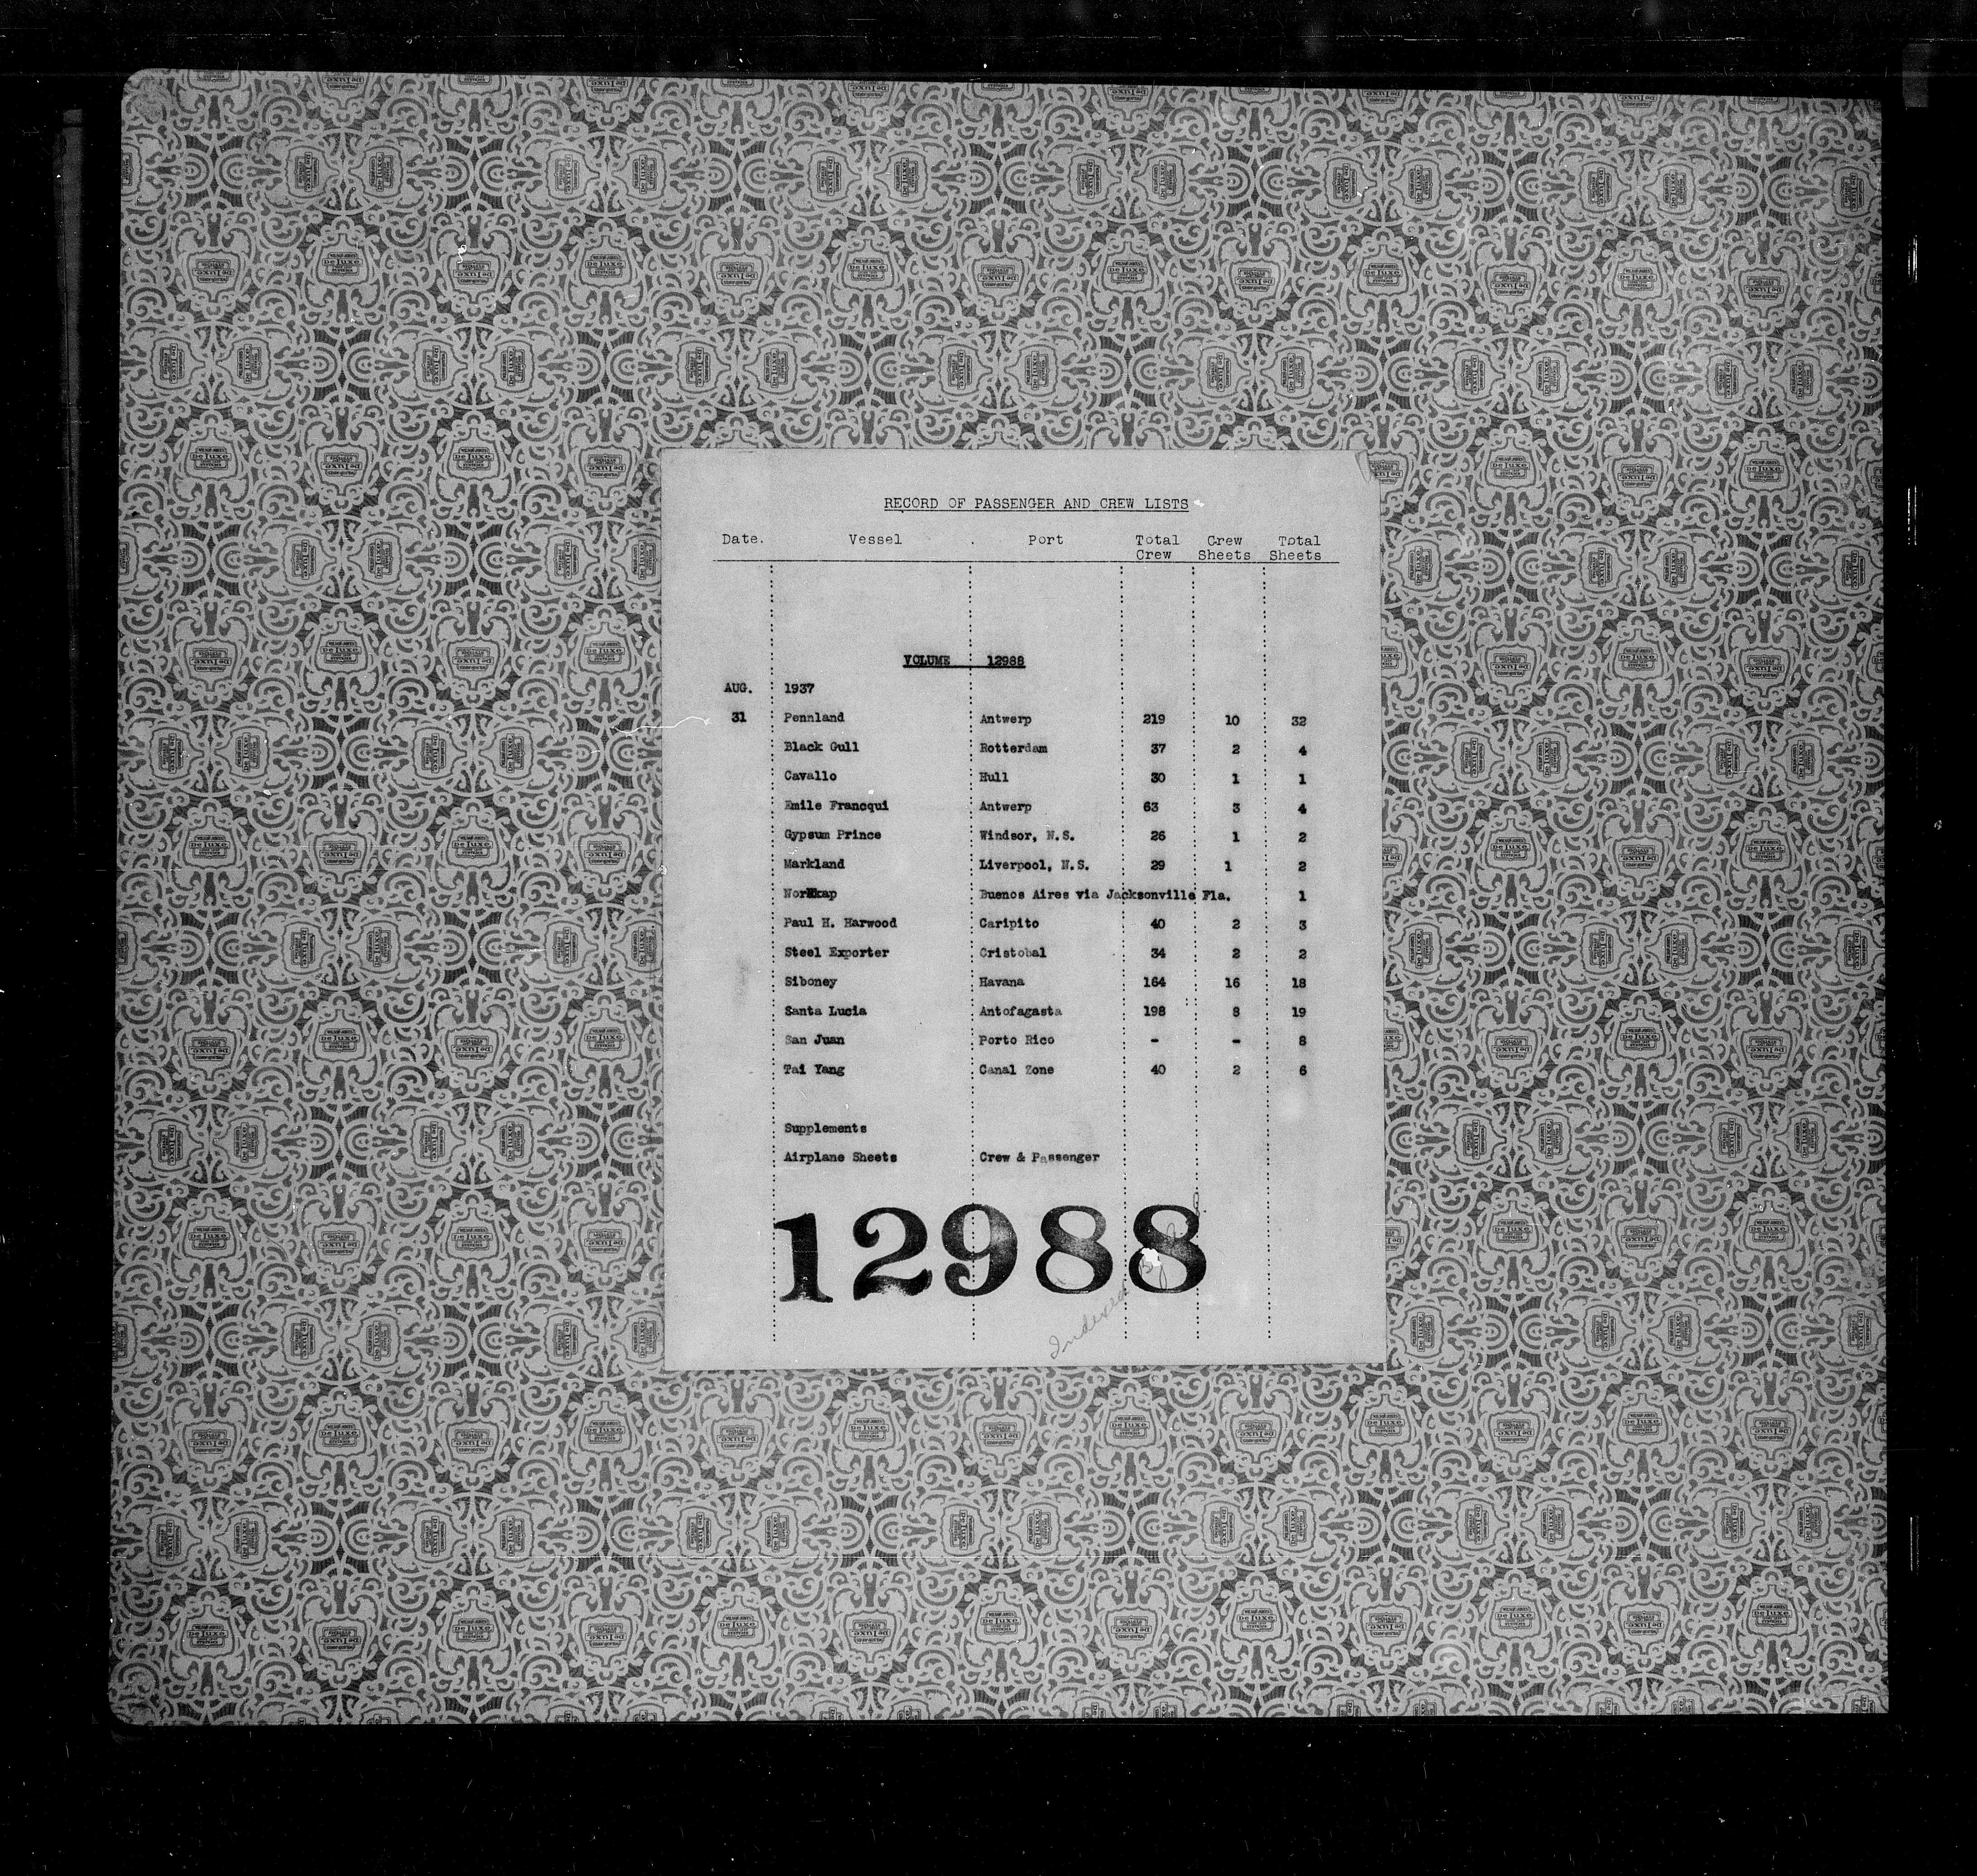 RECORD OF PASSENGER AND CREW LISTS
Date. Vessel . Port Total Crew Crew Sheets Total Sheets
VOLUME 12988
AUG. 1937
31 Pennland Antwerp 219 10 32
Black Gull Rotterdam 37 2 4
Cavallo Hull 30 1 1
Emile Francqui Antwerp 63 3 4
Gypsum Prince Windsor, N.S. 26 1 2
Markland Liverpool, N.S. 29 1 2
Nordkap Buenos Aires via Jacksonville Fla. 1
Paul H. Harwood Caripito 40 2 3
Steel Exporter Cristobal 34 2 2
Siboney Havana 164 16 18
Santa Lucia Antofagasta 198 8 19
San Juan Porto Rico - - 8
Tai Yang Canal Zone 40 2 6
Supplements
Airplane Sheets Crew & Passenger
12988
Indexed By
De Luxe